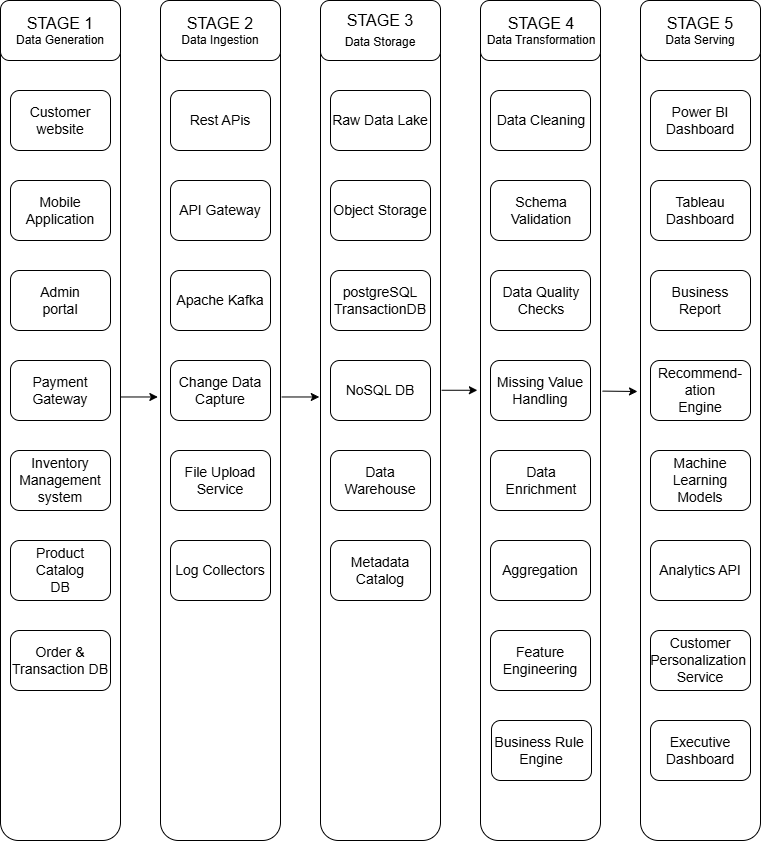 STAGE 1
Data Generation
Customer
website
Mobile
Application
Admin
portal
Payment
Gateway
Inventory
Management
system
Product
Catalog
DB
Order &
Transaction DB
STAGE 2
Data Ingestion
Rest APis
API Gateway
Apache Kafka
Change Data
Capture
File Upload
Service
Log Collectors
STAGE 3
Data Storage
Raw Data Lake
Object Storage
postgreSQL
TransactionDB
NoSQL DB
Data
Warehouse
Metadata
Catalog
STAGE 4
Data Transformation
Data Cleaning
Schema
Validation
Data Quality
Checks
Missing Value
Handling
Data
Enrichment
Aggregation
Feature
Engineering
Business Rule
Engine
STAGE 5
Data Serving
Power BI
Dashboard
Tableau
Dashboard
Business
Report
Recommend-
ation
Engine
Machine
Learning
Models
Analytics API
Customer
Personalization
Service
Executive
Dashboard